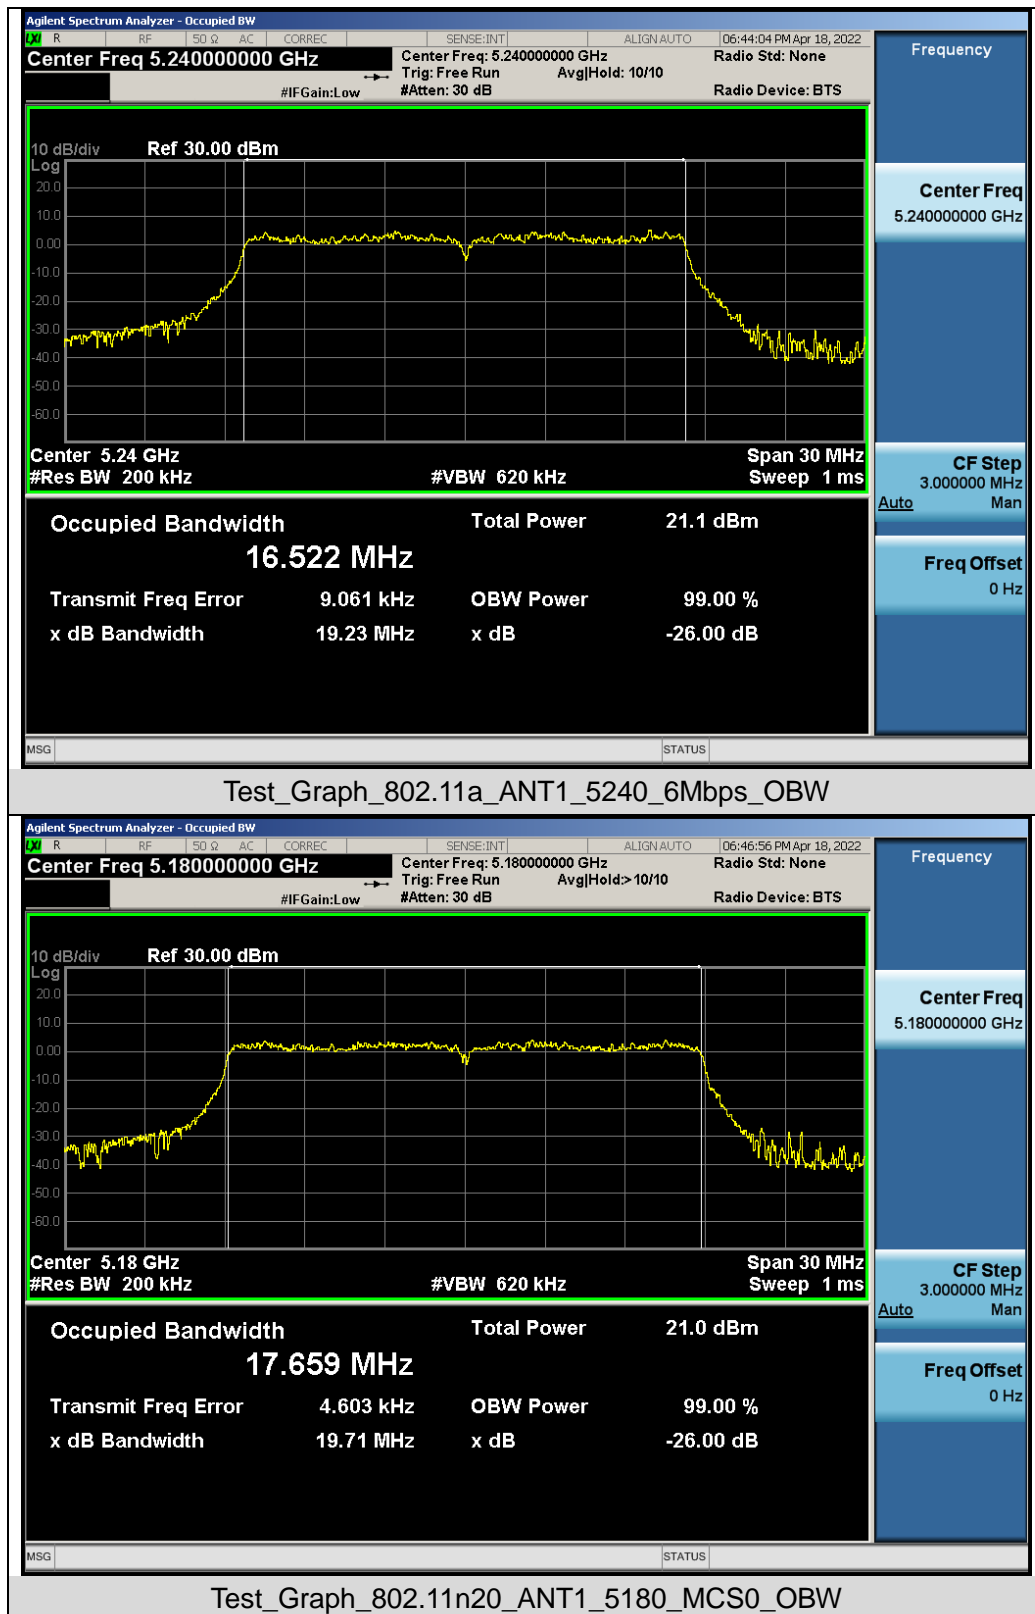 Agilent Spectrum Analyzer - Occupied BW
LXI R RF 50 Ω AC CORREC SENSE:INT ALIGN AUTO 06:44:04 PM Apr 18, 2022
Center Freq 5.240000000 GHz Center Freq: 5.240000000 GHz Radio Std: None
Trig: Free Run Avg|Hold: 10/10
#IFGain:Low #Atten: 30 dB Radio Device: BTS
Frequency
10 dB/div Ref 30.00 dBm
Log
20.0
10.0
0.00
-10.0
-20.0
-30.0
-40.0
-50.0
-60.0
Center 5.24 GHz Span 30 MHz
#Res BW 200 kHz #VBW 620 kHz Sweep 1 ms
Center Freq
5.240000000 GHz
CF Step
3.000000 MHz
Auto Man
Freq Offset
0 Hz
Occupied Bandwidth Total Power 21.1 dBm
16.522 MHz
Transmit Freq Error 9.061 kHz OBW Power 99.00 %
x dB Bandwidth 19.23 MHz x dB -26.00 dB
MSG STATUS
Test_Graph_802.11a_ANT1_5240_6Mbps_OBW
Agilent Spectrum Analyzer - Occupied BW
LXI R RF 50 Ω AC CORREC SENSE:INT ALIGN AUTO 06:46:56 PM Apr 18, 2022
Center Freq 5.180000000 GHz Center Freq: 5.180000000 GHz Radio Std: None
Trig: Free Run Avg|Hold:>10/10
#IFGain:Low #Atten: 30 dB Radio Device: BTS
Frequency
10 dB/div Ref 30.00 dBm
Log
20.0
10.0
0.00
-10.0
-20.0
-30.0
-40.0
-50.0
-60.0
Center 5.18 GHz Span 30 MHz
#Res BW 200 kHz #VBW 620 kHz Sweep 1 ms
Center Freq
5.180000000 GHz
CF Step
3.000000 MHz
Auto Man
Freq Offset
0 Hz
Occupied Bandwidth Total Power 21.0 dBm
17.659 MHz
Transmit Freq Error 4.603 kHz OBW Power 99.00 %
x dB Bandwidth 19.71 MHz x dB -26.00 dB
MSG STATUS
Test_Graph_802.11n20_ANT1_5180_MCS0_OBW